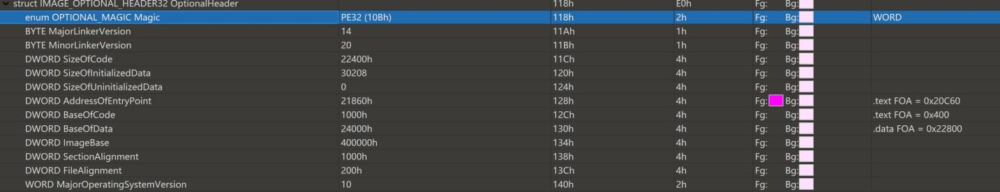 struct IMAGE_OPTIONAL_HEADER32 OptionalHeader 118h E0h Fg: Bg:
enum OPTIONAL_MAGIC Magic PE32 (10Bh) 118h 2h Fg: Bg: WORD
BYTE MajorLinkerVersion 14 11Ah 1h Fg: Bg:
BYTE MinorLinkerVersion 20 11Bh 1h Fg: Bg:
DWORD SizeOfCode 22400h 11Ch 4h Fg: Bg:
DWORD SizeOfInitializedData 30208 120h 4h Fg: Bg:
DWORD SizeOfUninitializedData 0 124h 4h Fg: Bg:
DWORD AddressOfEntryPoint 21860h 128h 4h Fg: Bg: .text FOA = 0x20C60
DWORD BaseOfCode 1000h 12Ch 4h Fg: Bg: .text FOA = 0x400
DWORD BaseOfData 24000h 130h 4h Fg: Bg: .data FOA = 0x22800
DWORD ImageBase 400000h 134h 4h Fg: Bg:
DWORD SectionAlignment 1000h 138h 4h Fg: Bg:
DWORD FileAlignment 200h 13Ch 4h Fg: Bg:
WORD MajorOperatingSystemVersion 10 140h 2h Fg: Bg: